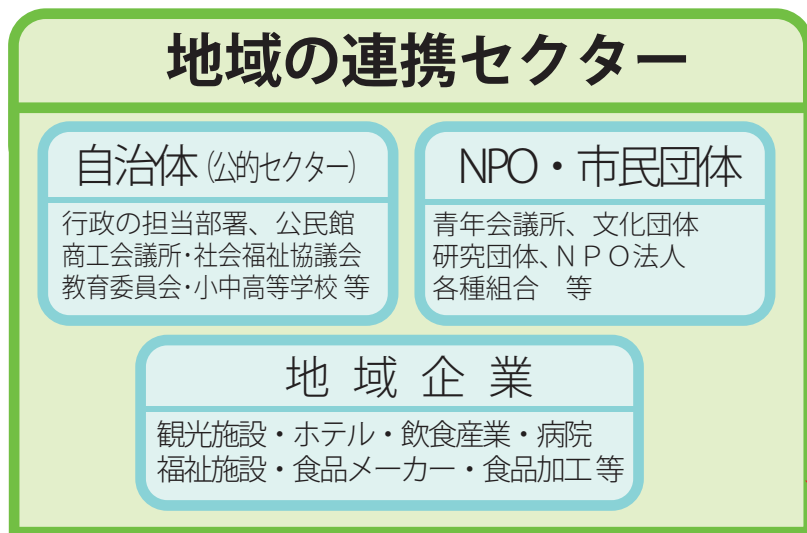 地域の連携セクター
自治体（公的セクター）
行政の担当部署、公民館
商工会議所･社会福祉協議会
教育委員会･小中高等学校 等
NPO・市民団体
青年会議所、文化団体
研究団体、ＮＰＯ法人
各種組合　等
地 域 企 業
観光施設・ホテル・飲食産業・病院
福祉施設・食品メーカー・食品加工 等